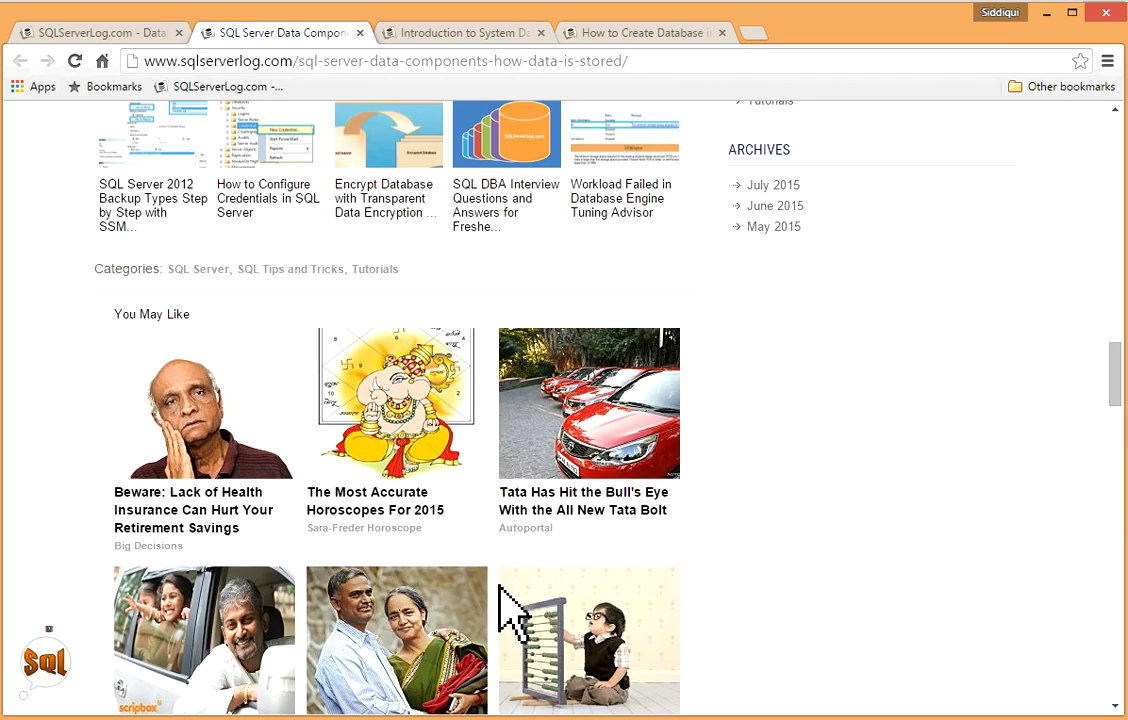 Siddiqui
SQLServerLog.com - Data
SQL Server Data Compon
Introduction to System Da
How to Create Database i
www.sqlserverlog.com/sql-server-data-components-how-data-is-stored/
Apps
Bookmarks
SQLServerLog.com -...
Other bookmarks
Tutorials
ARCHIVES
July 2015
June 2015
May 2015
SQL Server 2012
Backup Types Step
by Step with
SSM...
How to Configure
Credentials in SQL
Server
Encrypt Database
with Transparent
Data Encryption ...
SQL DBA Interview
Questions and
Answers for
Freshe...
Workload Failed in
Database Engine
Tuning Advisor
Categories: SQL Server, SQL Tips and Tricks, Tutorials
You May Like
Beware: Lack of Health
Insurance Can Hurt Your
Retirement Savings
Big Decisions
The Most Accurate
Horoscopes For 2015
Sara-Freder Horoscope
Tata Has Hit the Bull's Eye
With the All New Tata Bolt
Autoportal
scripbox
Sql